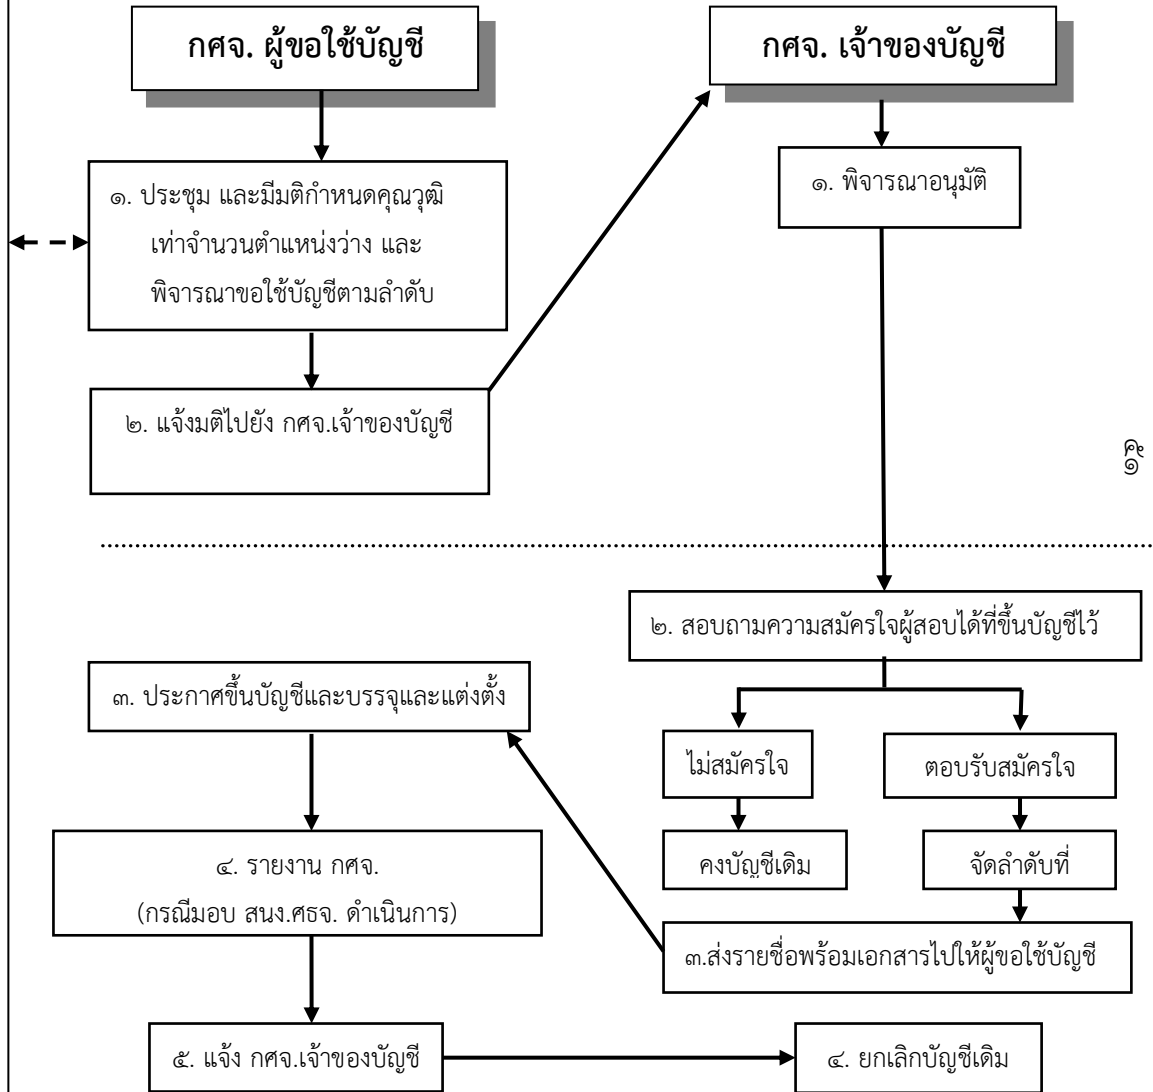 กศจ. ผู้ขอใช้บัญชี
๑. ประชุม และมีมติกำหนดคุณวุฒิ
เท่าจำนวนตำแหน่งว่าง และ
พิจารณาขอใช้บัญชีตามลำดับ
๒. แจ้งมติไปยัง กศจ.เจ้าของบัญชี
กศจ. เจ้าของบัญชี
๑. พิจารณาอนุมัติ
๒. สอบถามความสมัครใจผู้สอบได้ที่ขึ้นบัญชีไว้
ไม่สมัครใจ
ตอบรับสมัครใจ
คงบัญชีเดิม
จัดลำดับที่
๓.ส่งรายชื่อพร้อมเอกสารไปให้ผู้ขอใช้บัญชี
๓. ประกาศขึ้นบัญชีและบรรจุและแต่งตั้ง
๔. รายงาน กศจ.
(กรณีมอบ สนง.ศธจ. ดำเนินการ)
๕. แจ้ง กศจ.เจ้าของบัญชี
๔. ยกเลิกบัญชีเดิม